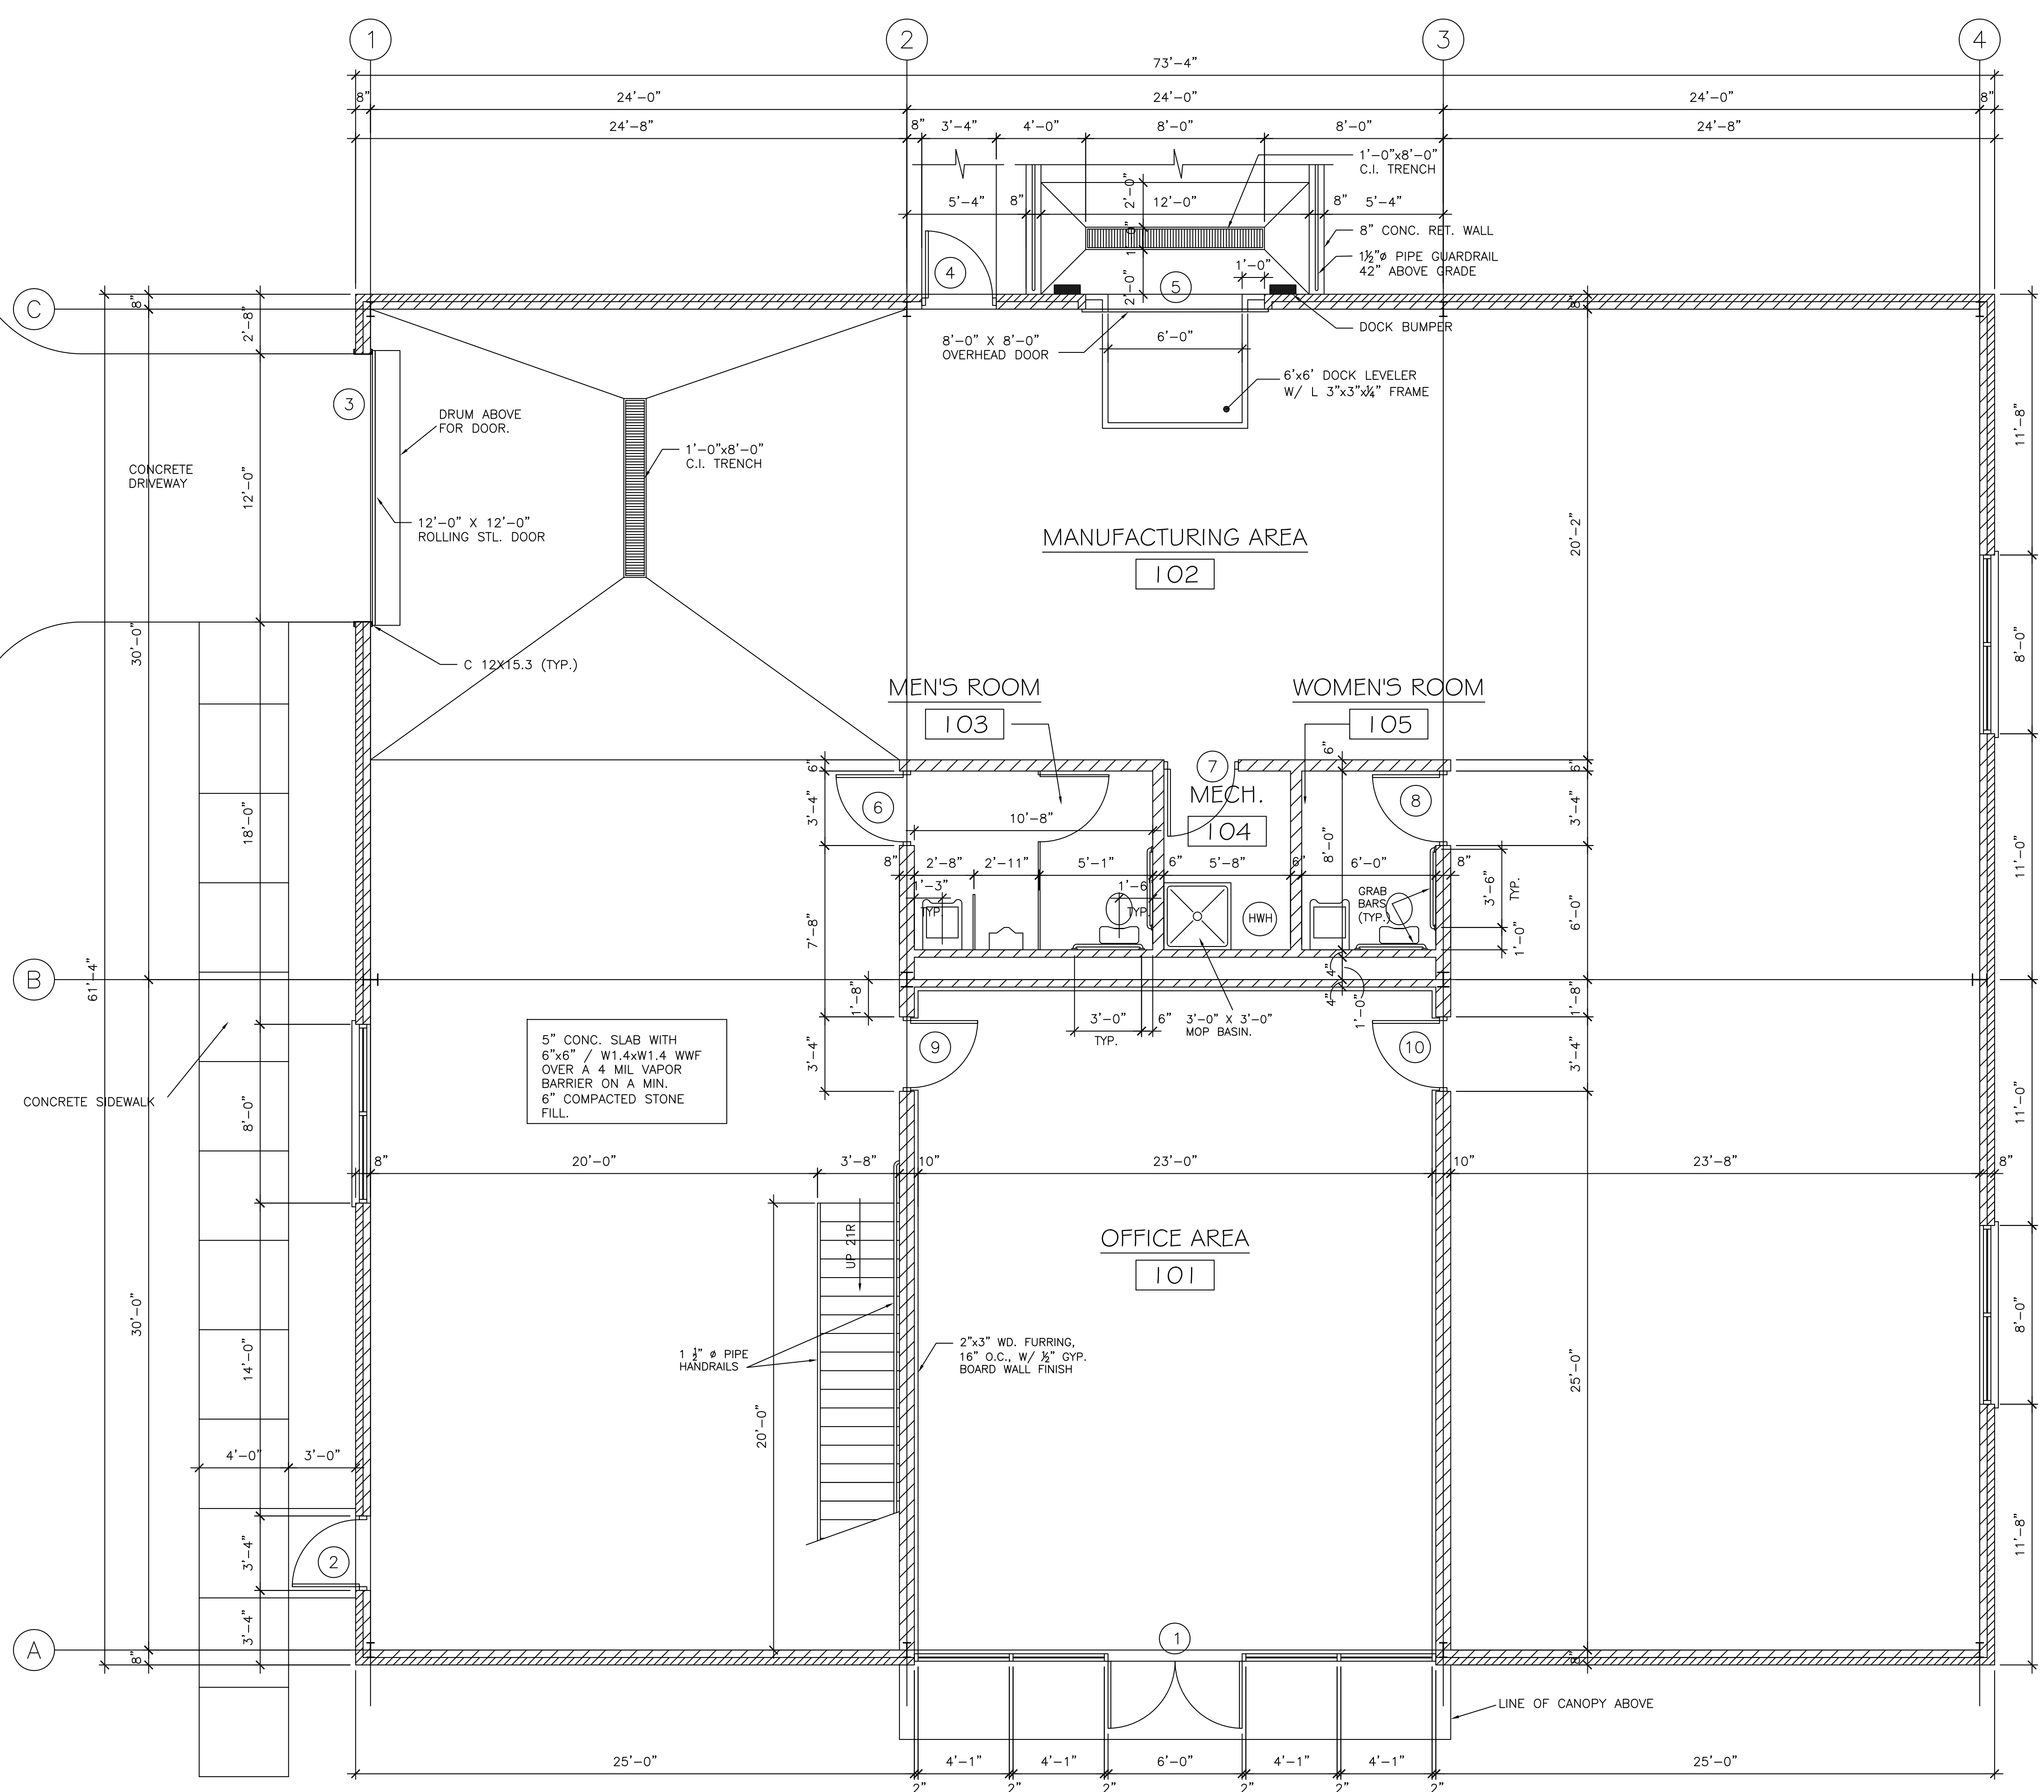 1
2
3
4
73'-4"
8"
24'-0"
24'-0"
24'-0"
8"
24'-8"
8"
3'-4"
4'-0"
8'-0"
8'-0"
24'-8"
1'-0"x8'-0"
C.I. TRENCH
2'-0"
5'-4"
8"
12'-0"
8"
5'-4"
8" CONC. RET. WALL
1'-0"
1½"ø PIPE GUARDRAIL
42" ABOVE GRADE
4
1'-0"
5
2'-0"
C
8"
2'-8"
8"
DOCK BUMPER
8'-0" X 8'-0"
OVERHEAD DOOR
6'-0"
6'x6' DOCK LEVELER
W/ L 3"x3"x¼" FRAME
3
DRUM ABOVE
FOR DOOR.
1'-0"x8'-0"
C.I. TRENCH
11'-8"
CONCRETE
DRIVEWAY
12'-0"
12'-0" X 12'-0"
ROLLING STL. DOOR
20'-2"
MANUFACTURING AREA
102
30'-0"
8'-0"
C 12X15.3 (TYP.)
MEN'S ROOM
103
WOMEN'S ROOM
105
6"
7
6"
6"
MECH.
104
6
8
3'-4"
3'-4"
18'-0"
10'-8"
8'-0"
11'-0"
8"
2'-8"
2'-11"
5'-1"
6"
5'-8"
6"
6'-0"
8"
1'-3"
TYP.
1'-6"
TYP.
GRAB
BARS
(TYP.)
3'-6"
TYP.
HWH
7'-8"
6'-0"
1'-0"
B
61'-4"
1'-8"
4"
4"
1'-0"
1'-8"
3'-0"
TYP.
6"
3'-0" X 3'-0"
MOP BASIN.
5" CONC. SLAB WITH
6"x6" / W1.4xW1.4 WWF
OVER A 4 MIL VAPOR
BARRIER ON A MIN.
6" COMPACTED STONE
FILL.
9
10
3'-4"
3'-4"
CONCRETE SIDEWALK
8'-0"
11'-0"
8"
20'-0"
3'-8"
10"
23'-0"
10"
23'-8"
8"
UP 21R
OFFICE AREA
101
30'-0"
14'-0"
8'-0"
1 ½" ø PIPE
HANDRAILS
2"x3" WD. FURRING,
16" O.C., W/ ½" GYP.
BOARD WALL FINISH
25'-0"
20'-0"
4'-0"
3'-0"
3'-4"
2
11'-8"
3'-4"
A
8"
1
8"
LINE OF CANOPY ABOVE
25'-0"
4'-1"
4'-1"
6'-0"
4'-1"
4'-1"
25'-0"
2"
2"
2"
2"
2"
2"